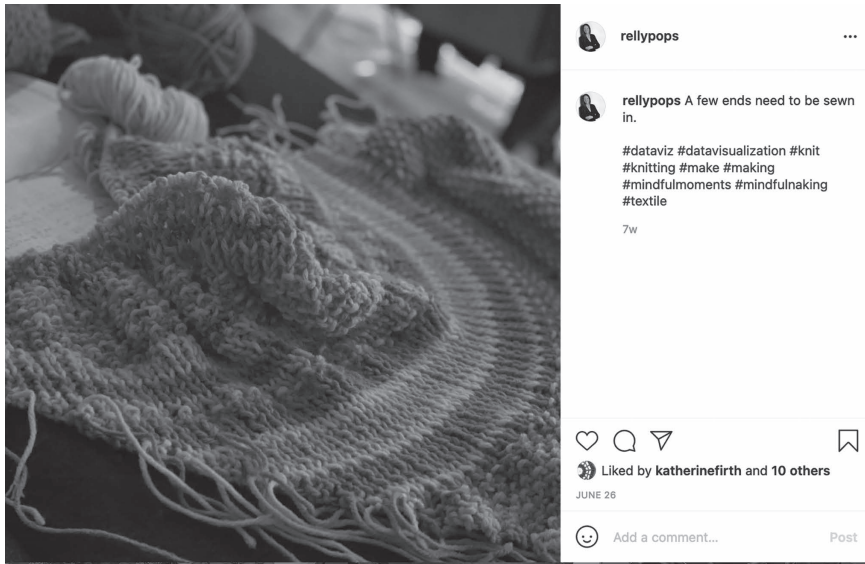 rellypops
rellypops A few ends need to be sewn
in.
#dataviz #datavisualization #knit
#knitting #make #making
#mindfulmoments #mindfulnaking
#textile
7w
Liked by katherinefirth and 10 others
JUNE 26
Add a comment... Post